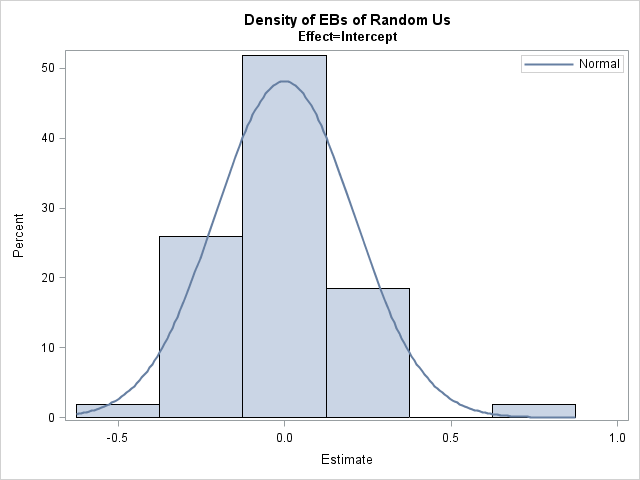 Density of EBs of Random Us
Effect=Intercept
Normal
50
40
30
20
10
0
Percent
-0.5
0.0
0.5
1.0
Estimate